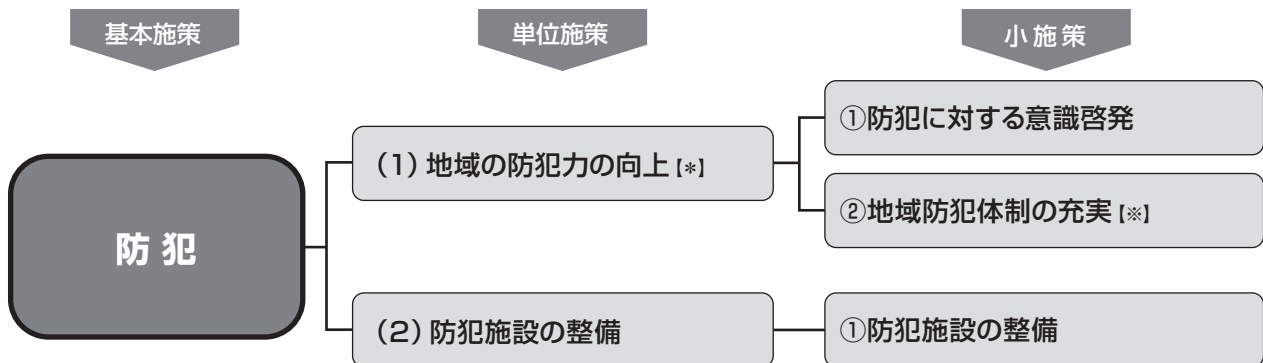 基本施策
単位施策
小施策
防犯
(1)地域の防犯力の向上【*】
①防犯に対する意識啓発
②地域防犯体制の充実【※】
(2)防犯施設の整備
①防犯施設の整備